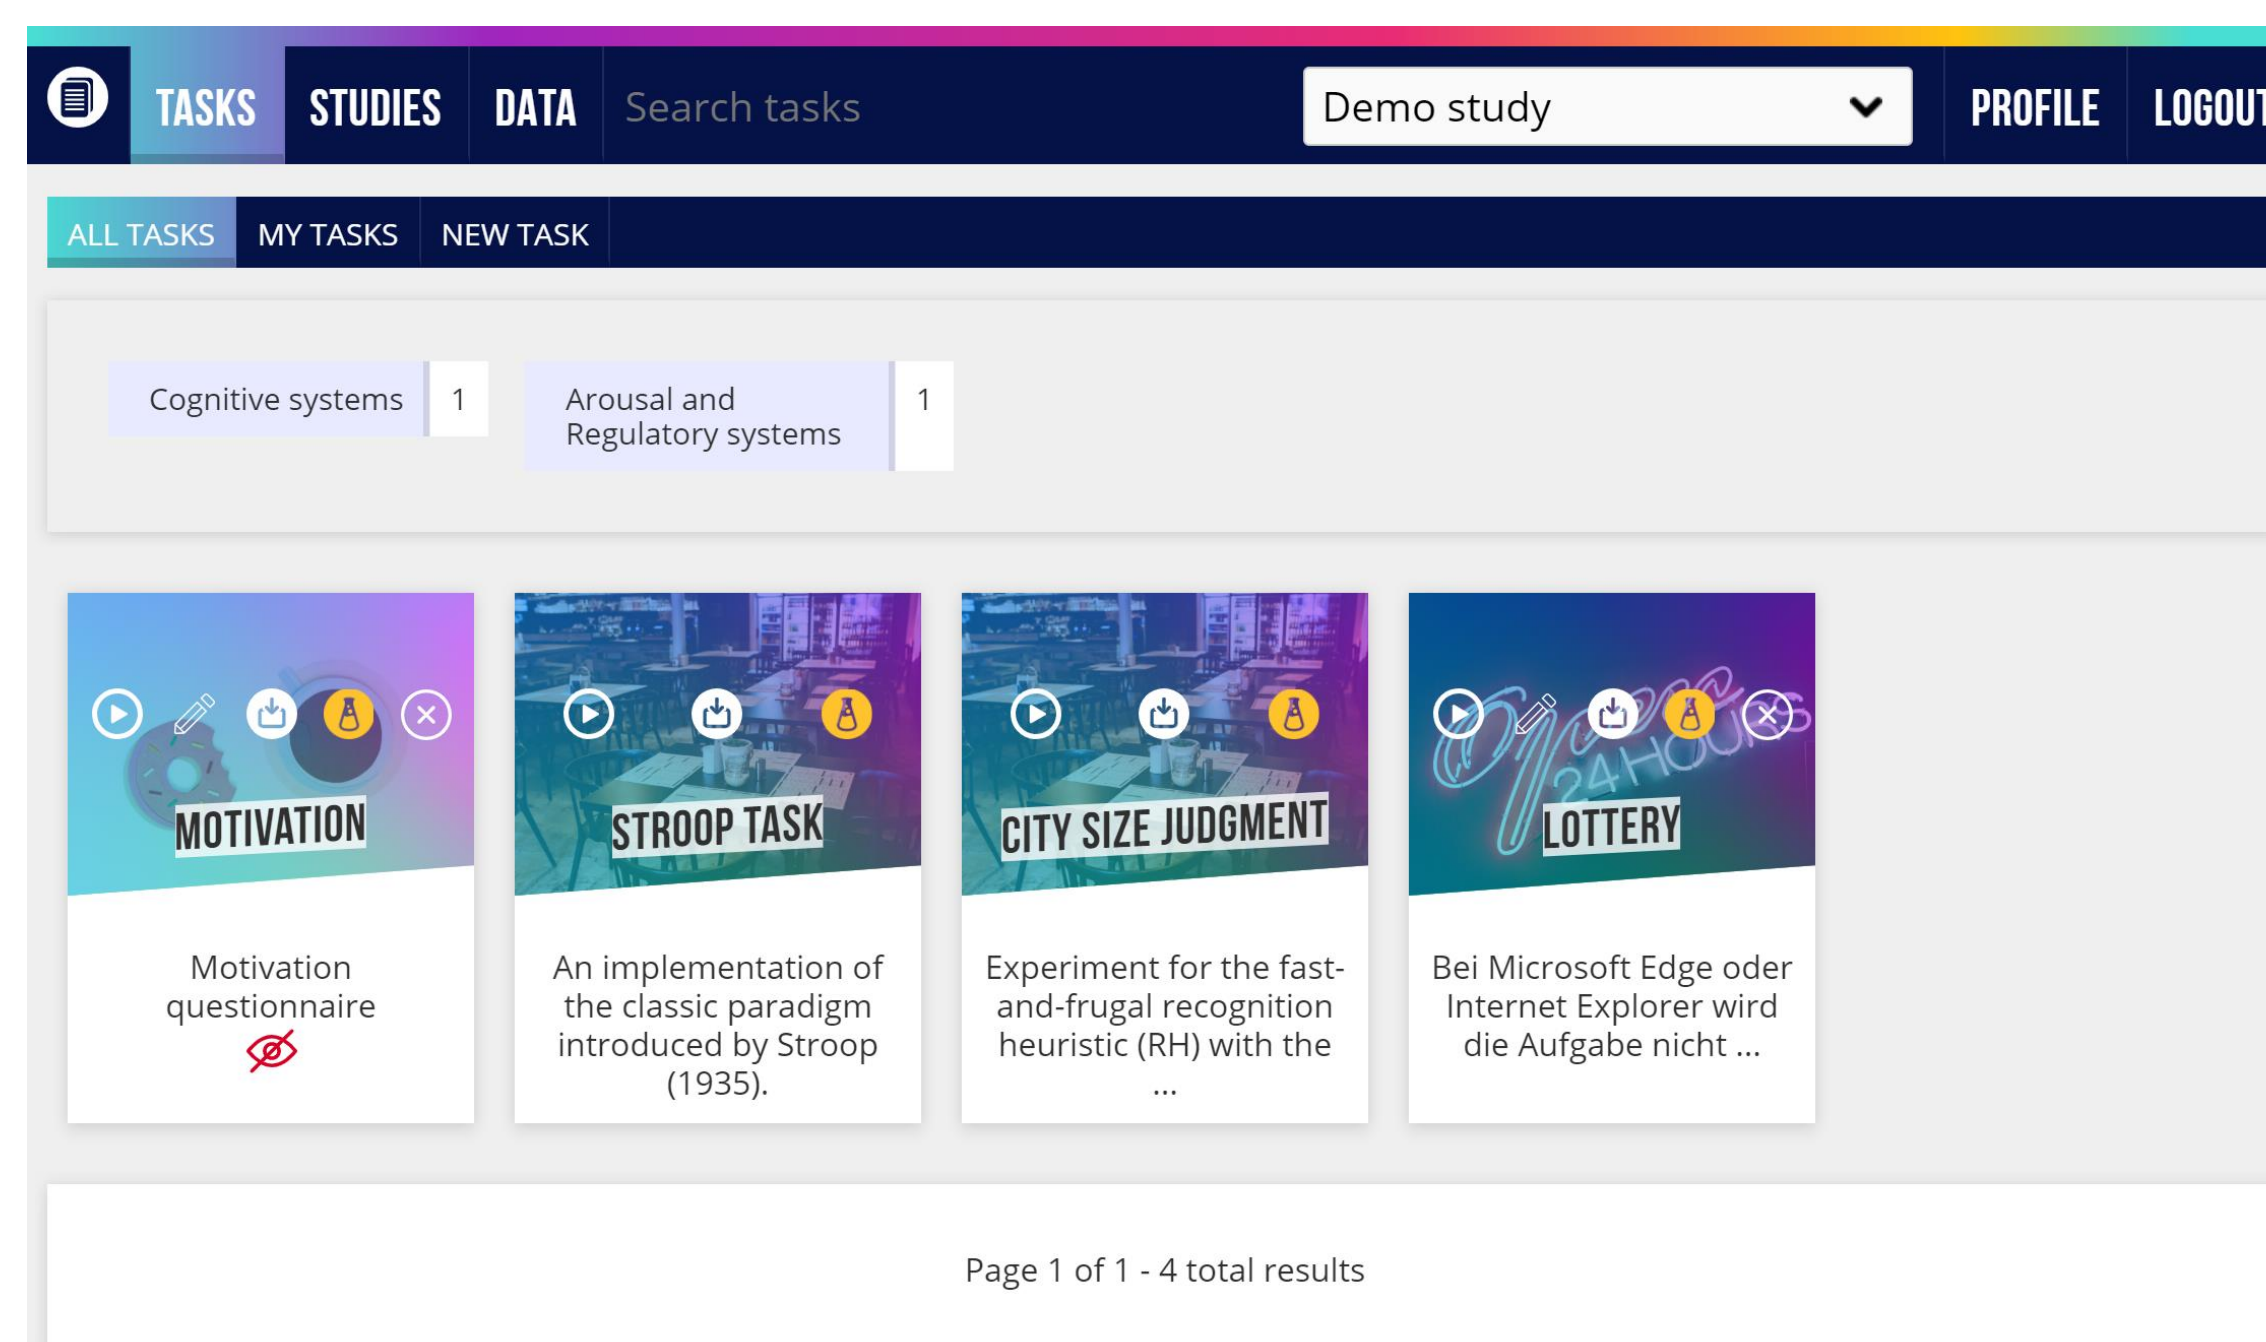 TASKS STUDIES DATA Search tasks Demo study PROFILE LOGOUT
ALL TASKS MY TASKS NEW TASK
Cognitive systems 1
Arousal and 1
Regulatory systems
MOTIVATION
Motivation
questionnaire
STROOP TASK
An implementation of
the classic paradigm
introduced by Stroop
(1935).
CITY SIZE JUDGMENT
Experiment for the fast-
and-frugal recognition
heuristic (RH) with the
...
Open
24 HOURS
LOTTERY
Bei Microsoft Edge oder
Internet Explorer wird
die Aufgabe nicht ...
Page 1 of 1 - 4 total results